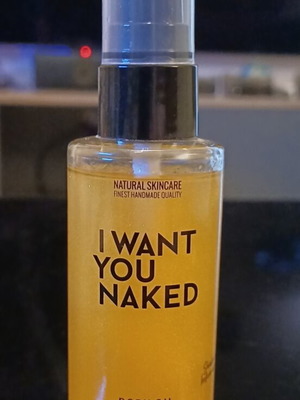 NATURAL SKINCARE
FINEST HANDMADE QUALITY
I WANT
YOU
NAKED